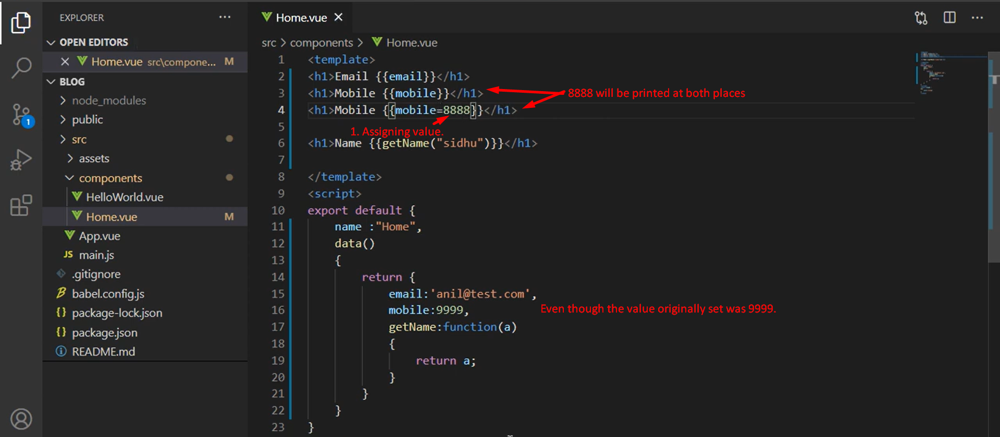 EXPLORER
···
Home.vue
OPEN EDITORS
Home.vue src\compone... M
BLOG
node_modules
public
src
assets
components
HelloWorld.vue
Home.vue M
App.vue
JS main.js
.gitignore
babel.config.js
{} package-lock.json
{} package.json
README.md
1
src > components > Home.vue
1 <template>
2 <h1>Email {{email}}</h1>
3 <h1>Mobile {{mobile}}</h1>
8888 will be printed at both places
4 <h1>Mobile {{mobile=8888}}</h1>
5
1. Assigning value.
6 <h1>Name {{getName("sidhu")}}</h1>
7
8 </template>
9 <script>
10 export default {
11 name :"Home",
12 data()
13 {
14 return {
15 email:'anil@test.com',
16 mobile:9999,
Even though the value originally set was 9999.
17 getName:function(a)
18 {
19 return a;
20 }
21 }
22 }
23 }